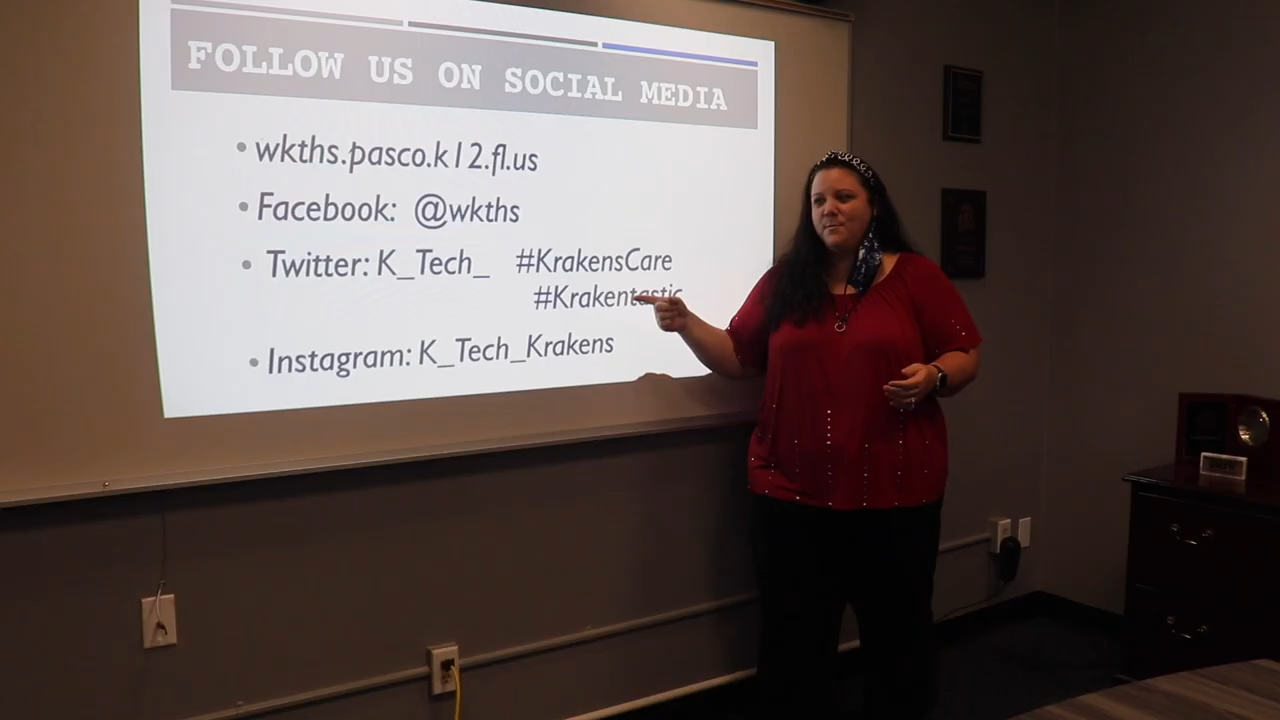 FOLLOW US ON SOCIAL MEDIA
wkths.pasco.k12.fl.us
Facebook: @wkths
Twitter: K_Tech_ #KrakensCare
#Krakentastic
Instagram: K_Tech_Krakens